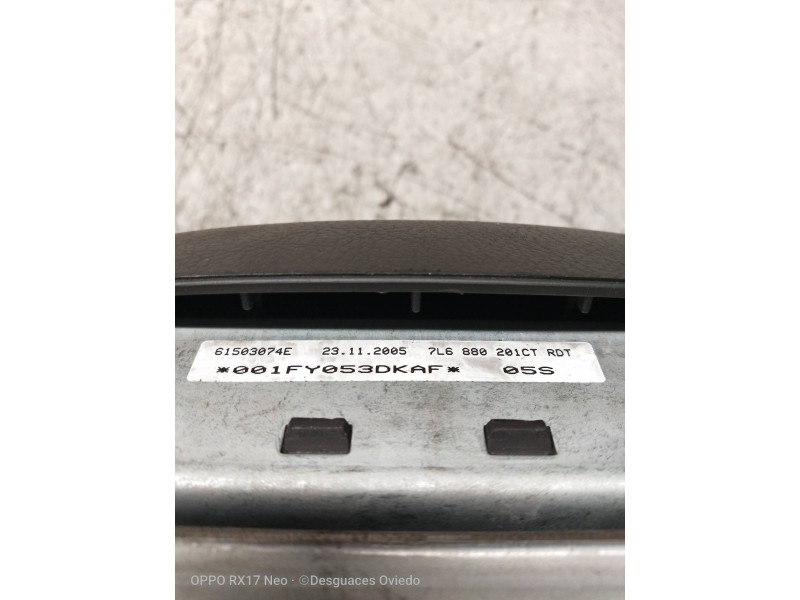 61503074E 23.11.2005 7L6 880 201CT RDT
*001FY053DKAF* 05S
OPPO RX17 Neo · ©Desguaces Oviedo